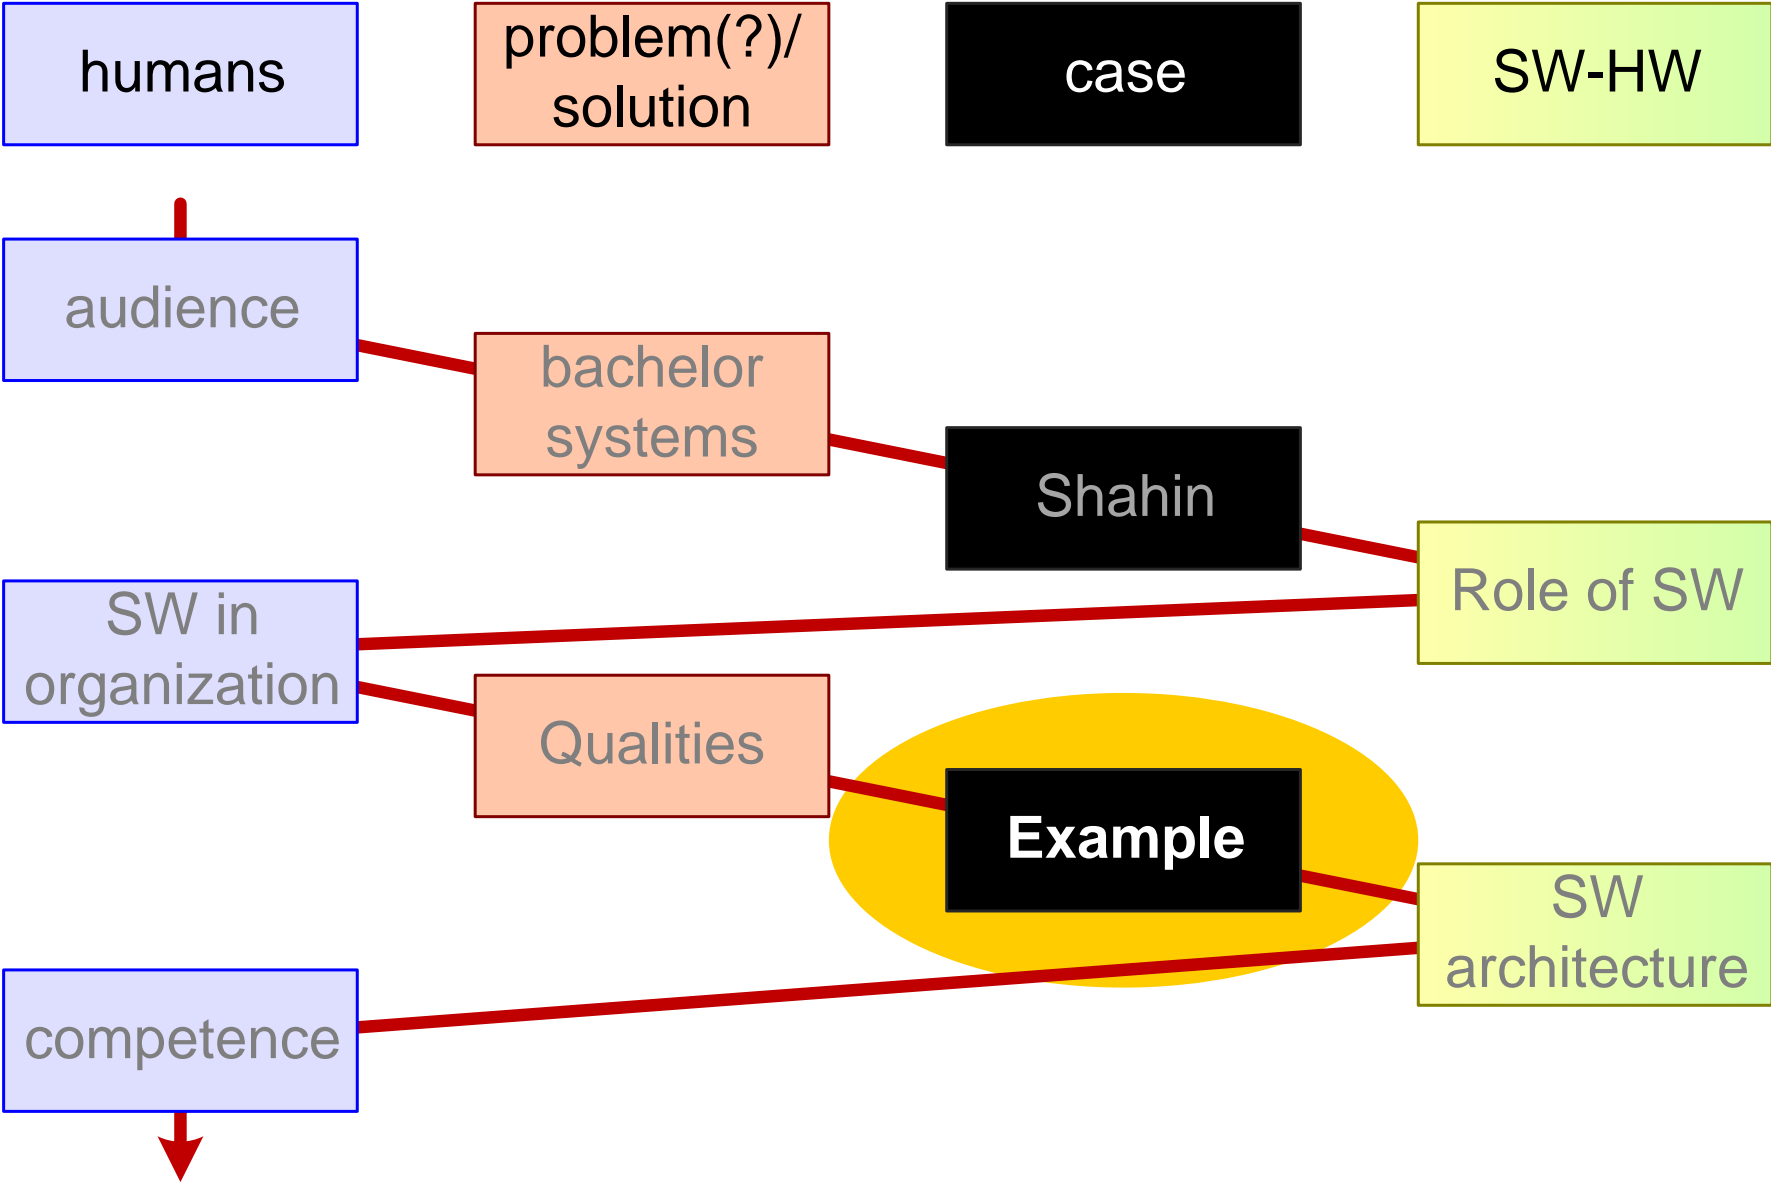 humans
problem(?)/
solution
case
SW-HW
audience
bachelor
systems
Shahin
Role of SW
SW in
organization
Qualities
Example
SW
architecture
competence